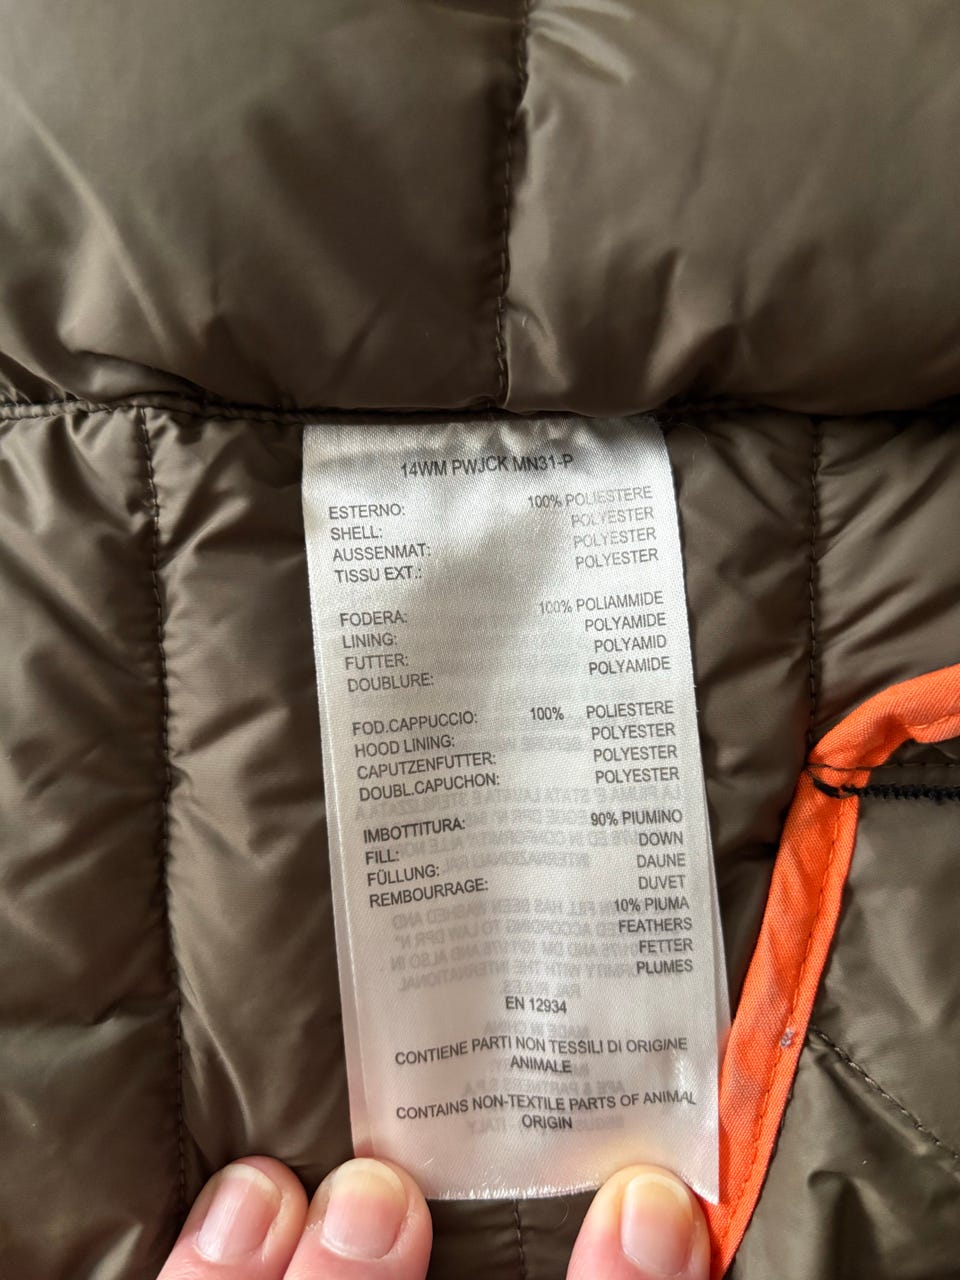 14WM PWJCK MN31-P
ESTERNO: 100% POLIESTERE
SHELL: POLYESTER
AUSSENMAT: POLYESTER
TISSU EXT.: POLYESTER
FODERA: 100% POLIAMMIDE
LINING: POLYAMIDE
FUTTER: POLYAMID
DOUBLURE: POLYAMIDE
FOD.CAPPUCCIO: 100% POLIESTERE
HOOD LINING: POLYESTER
CAPUTZENFUTTER: POLYESTER
DOUBL.CAPUCHON: POLYESTER
IMBOTTITURA: 90% PIUMINO
FILL: DOWN
FÜLLUNG: DAUNE
REMBOURRAGE: DUVET
10% PIUMA
FEATHERS
FETTER
PLUMES
EN 12934
CONTIENE PARTI NON TESSILI DI ORIGINE
ANIMALE
CONTAINS NON-TEXTILE PARTS OF ANIMAL
ORIGIN